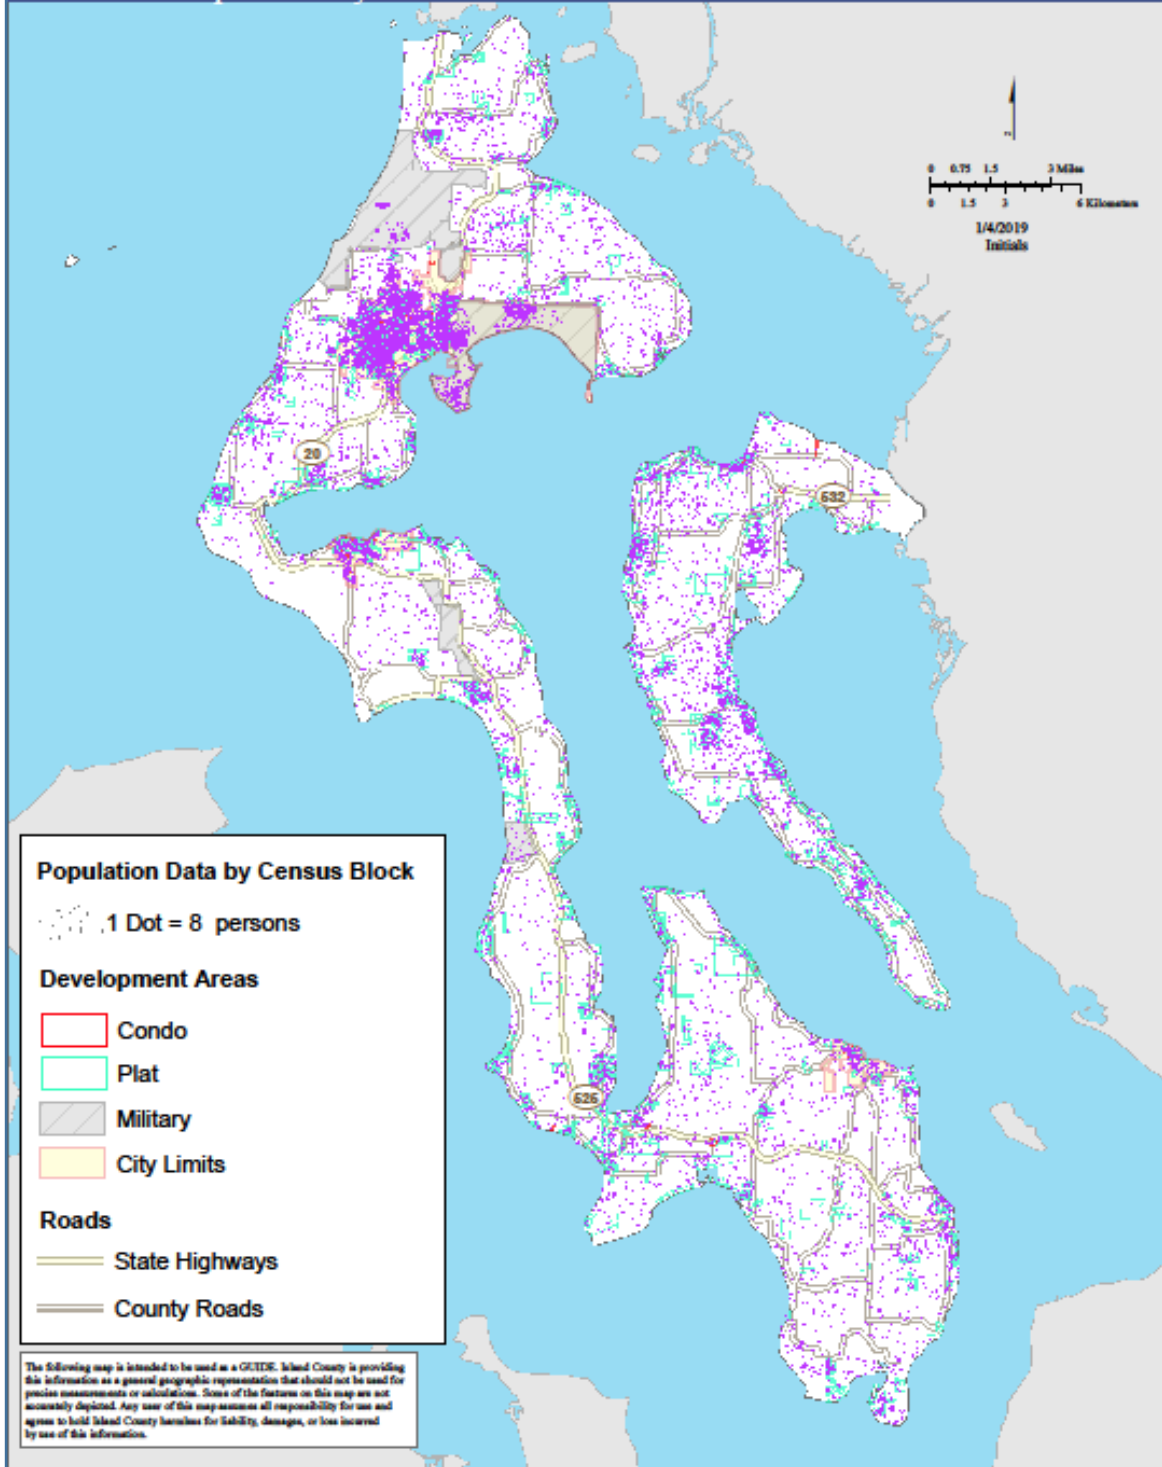 0 0.75 1.5 3 Miles
0 1.5 3 6 Kilometers
1/4/2019
Initials
20
532
525
Population Data by Census Block
1 Dot = 8 persons
Development Areas
Condo
Plat
Military
City Limits
Roads
State Highways
County Roads
The following map is intended to be used as a GUIDE. Island County is providing
this information as a general geographic representation that should not be used for
precise measurements or calculations. Some of the features on this map are not
accurately depicted. Any user of this map assumes all responsibility for use and
agrees to hold Island County harmless for liability, damages, or loss incurred
by use of this information.